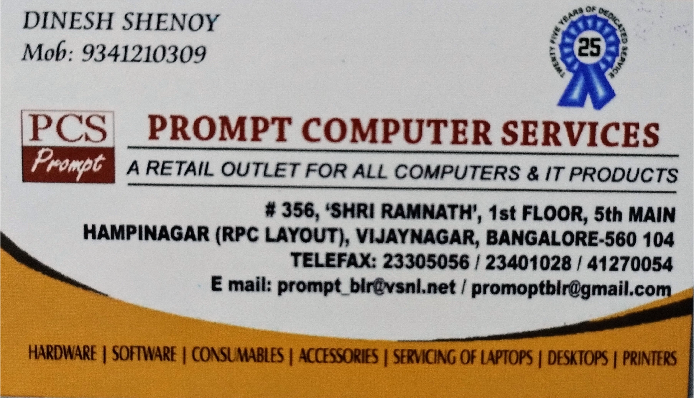 DINESH SHENOY
Mob: 9341210309
TWENTY FIVE YEARS OF DEDICATED SERVICE
25
PCS
Prompt
PROMPT COMPUTER SERVICES
A RETAIL OUTLET FOR ALL COMPUTERS & IT PRODUCTS
# 356, ‘SHRI RAMNATH’, 1st FLOOR, 5th MAIN
HAMPINAGAR (RPC LAYOUT), VIJAYNAGAR, BANGALORE-560 104
TELEFAX: 23305056 / 23401028 / 41270054
E mail: prompt_blr@vsnl.net / promoptblr@gmail.com
HARDWARE | SOFTWARE | CONSUMABLES | ACCESSORIES | SERVICING OF LAPTOPS | DESKTOPS | PRINTERS